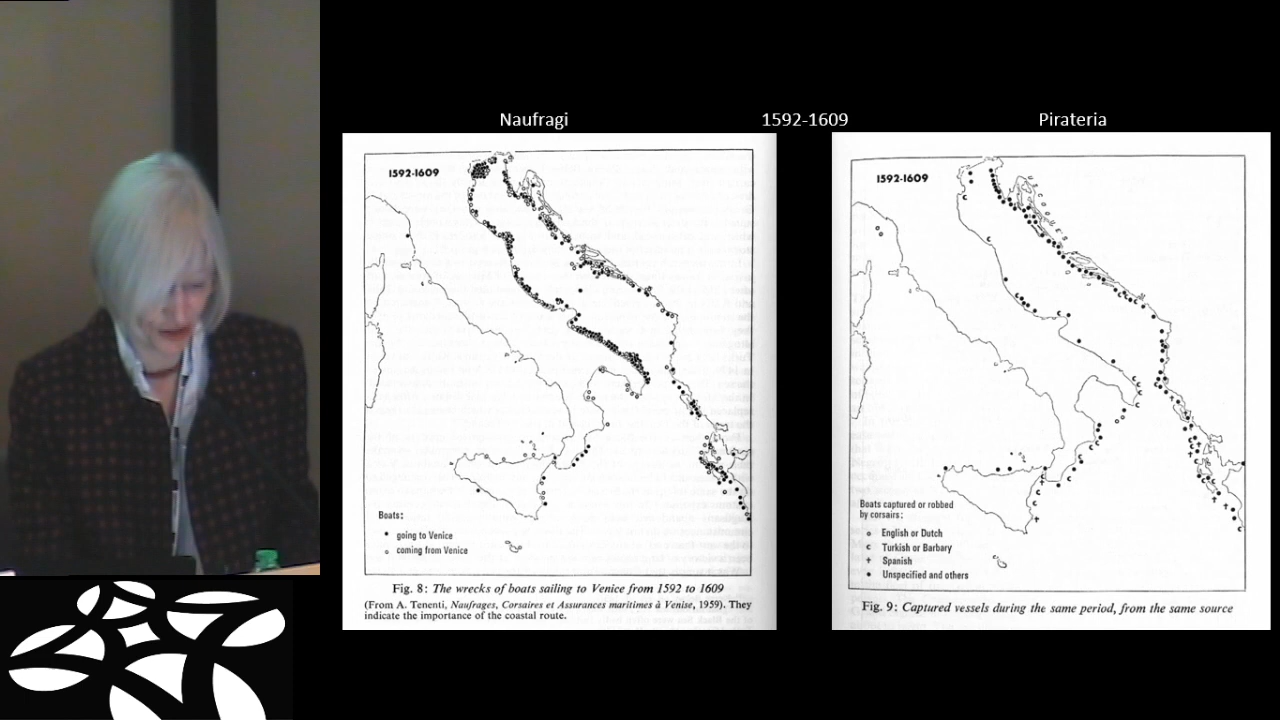 Naufragi 1592-1609 Pirateria
1592-1609
Boats:
• going to Venice
○ coming from Venice
Fig. 8: The wrecks of boats sailing to Venice from 1592 to 1609
(From A. Tenenti, Naufrages, Corsaires et Assurances maritimes à Venise, 1959). They
indicate the importance of the coastal route.
1592-1609
USCOQUES
Boats captured or robbed
by corsairs:
○ English or Dutch
c Turkish or Barbary
+ Spanish
• Unspecified and others
Fig. 9: Captured vessels during the same period, from the same source